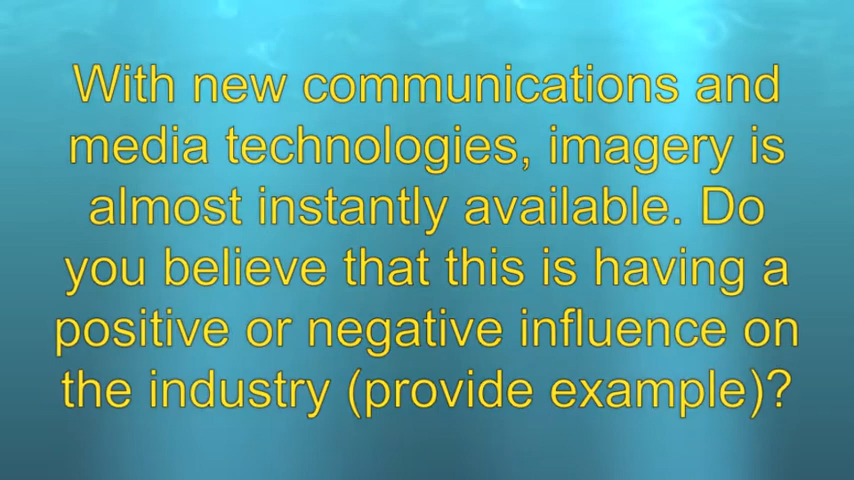 With new communications and
media technologies, imagery is
almost instantly available. Do
you believe that this is having a
positive or negative influence on
the industry (provide example)?